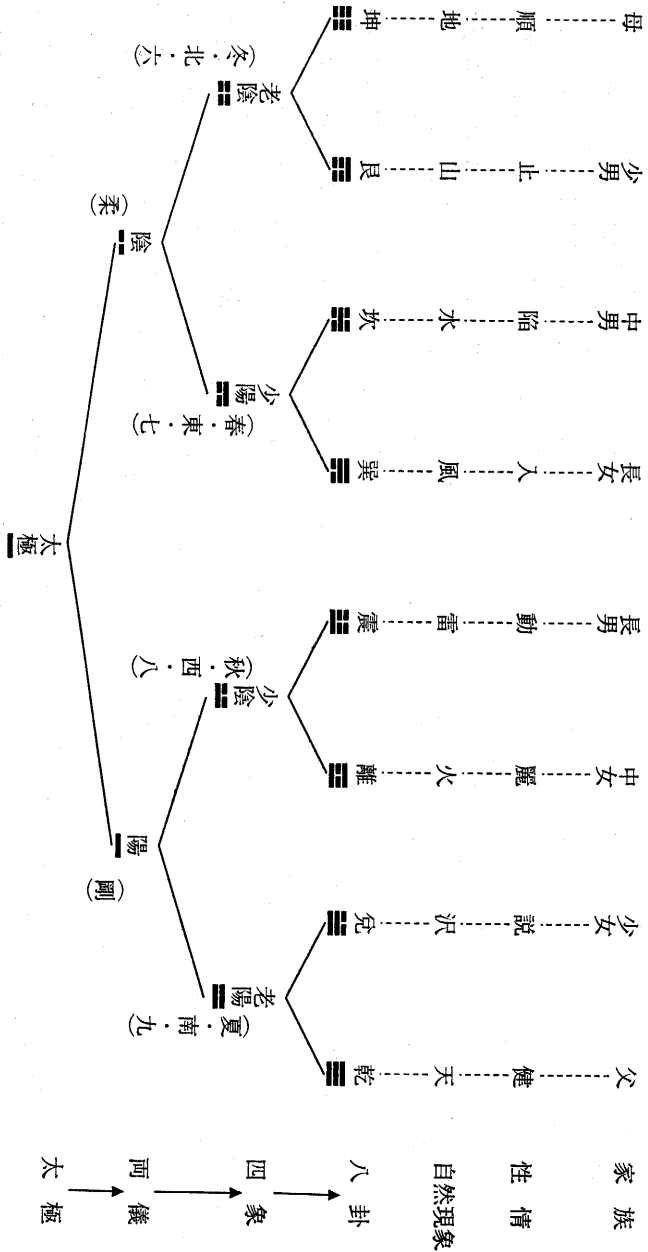 母 少男 中男 長女 長男 中女 少女 父 家族
順 止 陥 入 動 麗 説 健 性情
地 山 水 風 雷 火 沢 天 自然現象
坤 艮 坎 巽 震 離 兌 乾 八卦
老陰 少陽 少陰 老陽 四象
(冬・北・六) (春・東・七) (秋・西・八) (夏・南・九)
陰 陽 両儀
(柔) (剛)
太極 太極